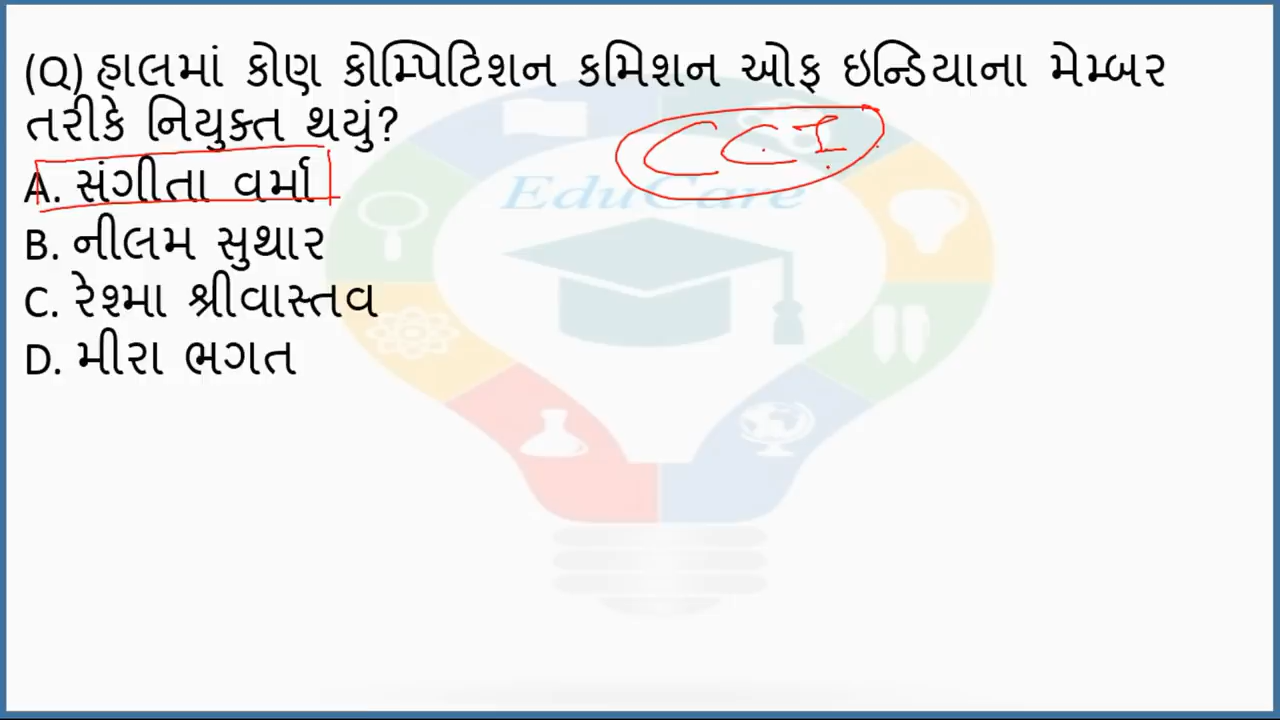 (Q) હાલમાં કોણ કોમ્પિટિશન કમિશન ઓફ ઇન્ડિયાના મેમ્બર
તરીકે નિયુક્ત થયું?
CCI
A. સંગીતા વર્મા
EduCare
B. નીલમ સુથાર
C. રેશ્મા શ્રીવાસ્તવ
D. મીરા ભગત